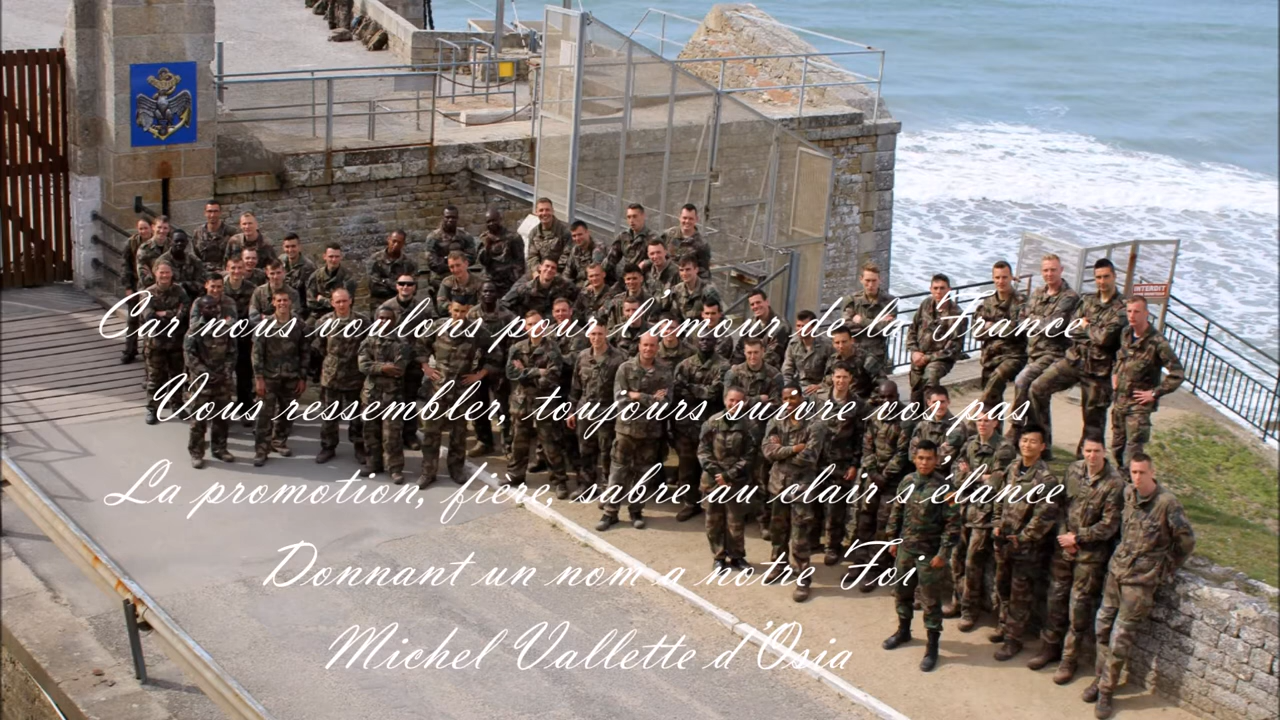 Car nous voulons pour l'amour de la France
Vous ressembler, toujours suivre vos pas
La promotion, fière, sabre au clair s'élance
Donnant un nom a notre Foi
Michel Vallette d'Osia
INTERDIT